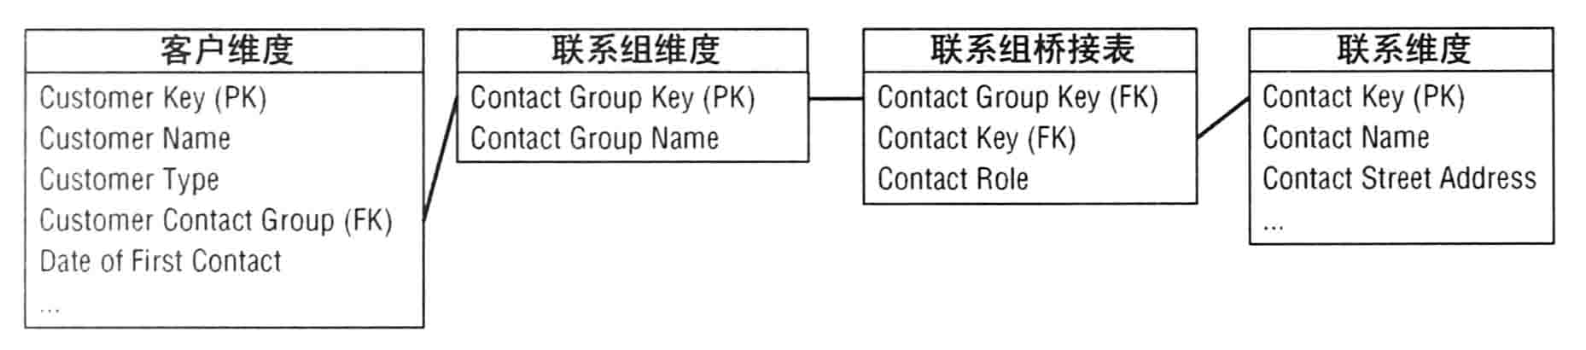 客户维度
Customer Key (PK)
Customer Name
Customer Type
Customer Contact Group (FK)
Date of First Contact
...
联系组维度
Contact Group Key (PK)
Contact Group Name
联系组桥接表
Contact Group Key (FK)
Contact Key (FK)
Contact Role
联系维度
Contact Key (PK)
Contact Name
Contact Street Address
...